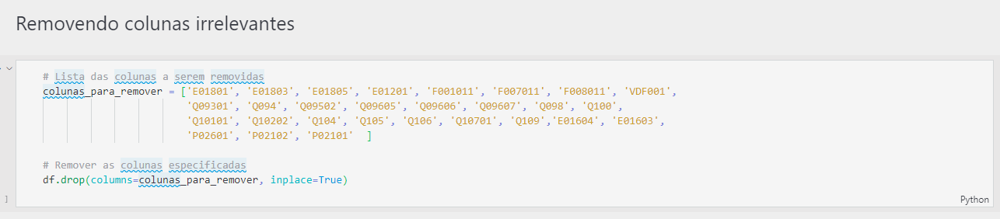 Removendo colunas irrelevantes
# Lista das colunas a serem removidas
colunas_para_remover = ['E01801', 'E01803', 'E01805', 'E01201', 'F001011', 'F007011', 'F008011', 'VDF001',
'Q09301', 'Q094', 'Q09502', 'Q09605', 'Q09606', 'Q09607', 'Q098', 'Q100',
'Q10101', 'Q10202', 'Q104', 'Q105', 'Q106', 'Q10701', 'Q109','E01604', 'E01603',
'P02601', 'P02102', 'P02101'  ]
# Remover as colunas especificadas
df.drop(columns=colunas_para_remover, inplace=True)
]
Python